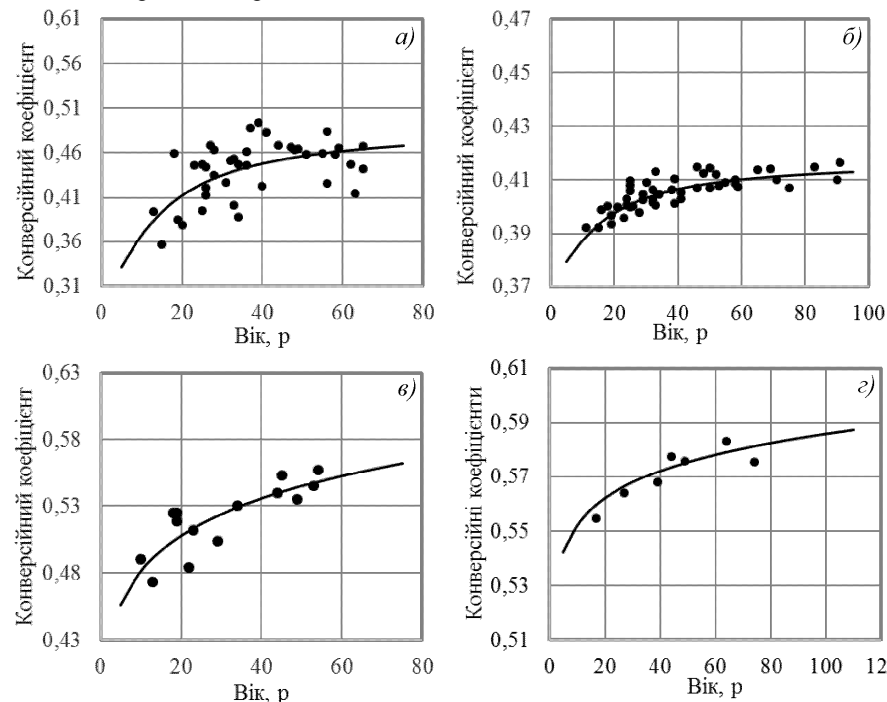 0,61
0,56
0,51
0,46
0,41
0,36
0,31
0 20 40 60 80
Вік, р
Конверсійний коефіцієнт
а)
0,47
0,45
0,43
0,41
0,39
0,37
0 20 40 60 80 100
Вік, р
Конверсійний коефіцієнт
б)
0,63
0,58
0,53
0,48
0,43
0 20 40 60 80
Вік, р
Конверсійний коефіцієнт
в)
0,61
0,59
0,57
0,55
0,53
0,51
0 20 40 60 80 100 12
Вік, р
Конверсійні коефіцієнти
г)